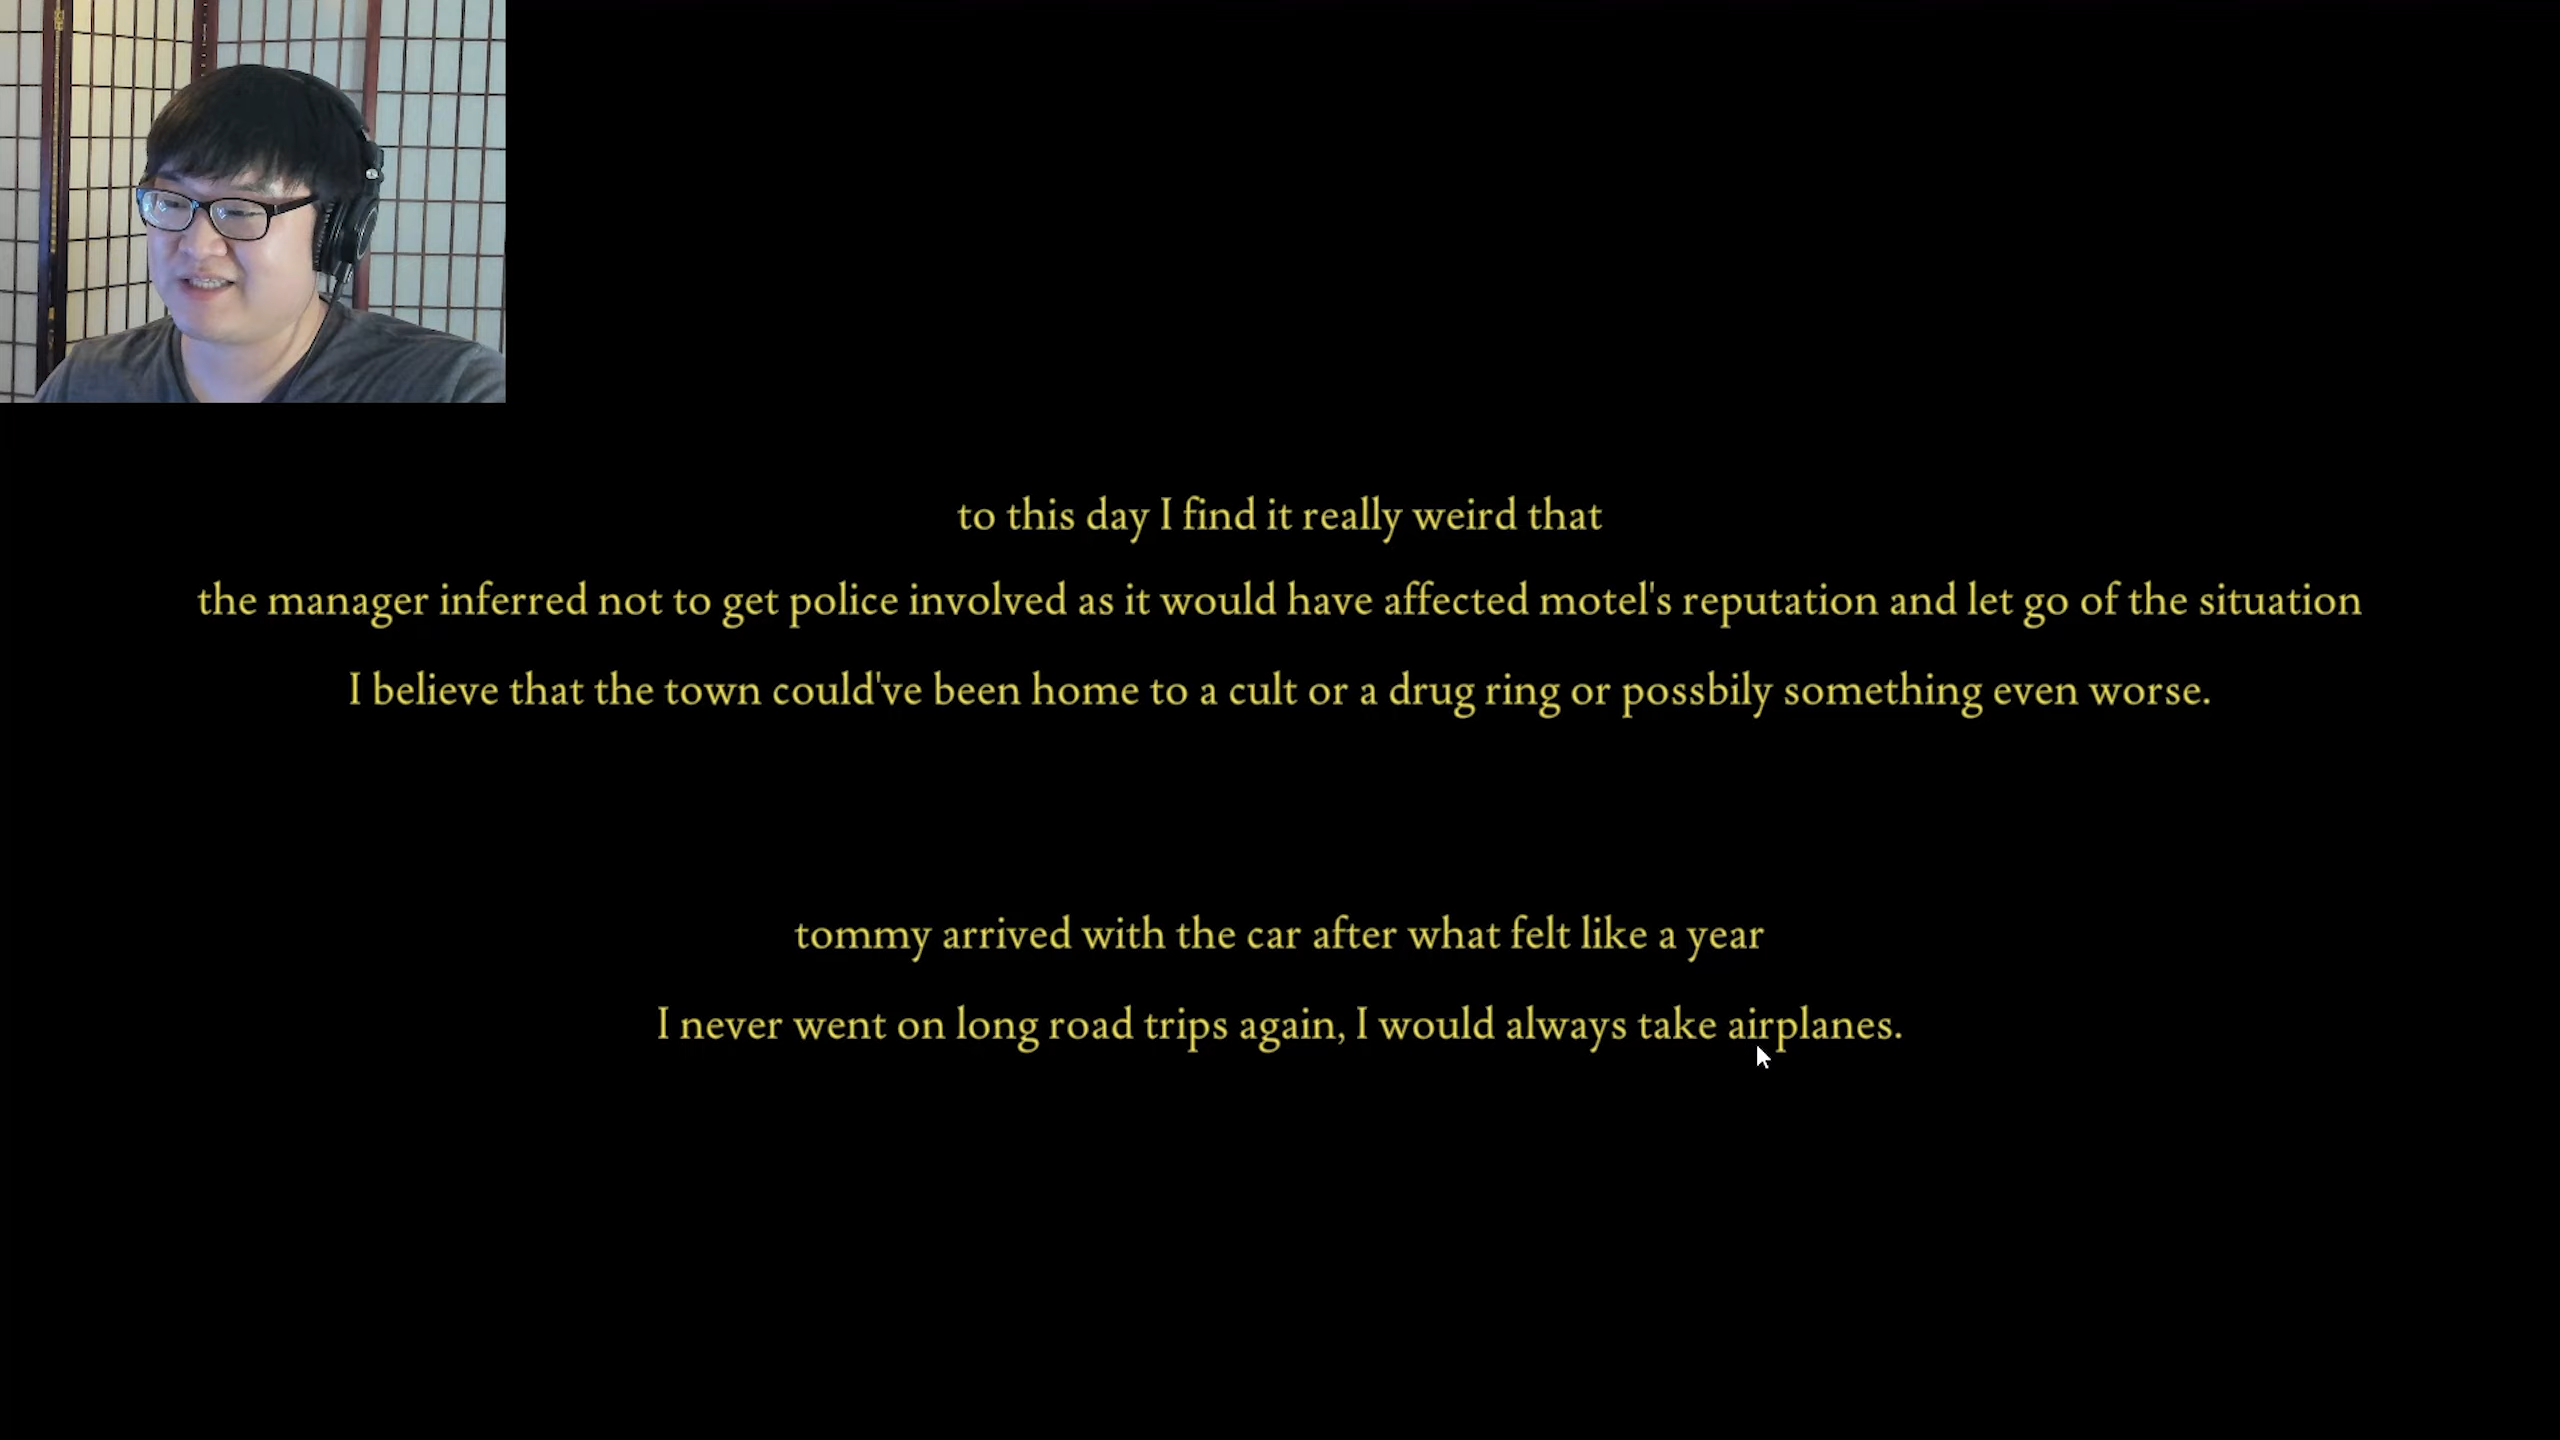 to this day I find it really weird that
the manager inferred not to get police involved as it would have affected motel's reputation and let go of the situation
I believe that the town could've been home to a cult or a drug ring or possbily something even worse.
tommy arrived with the car after what felt like a year
I never went on long road trips again, I would always take airplanes.